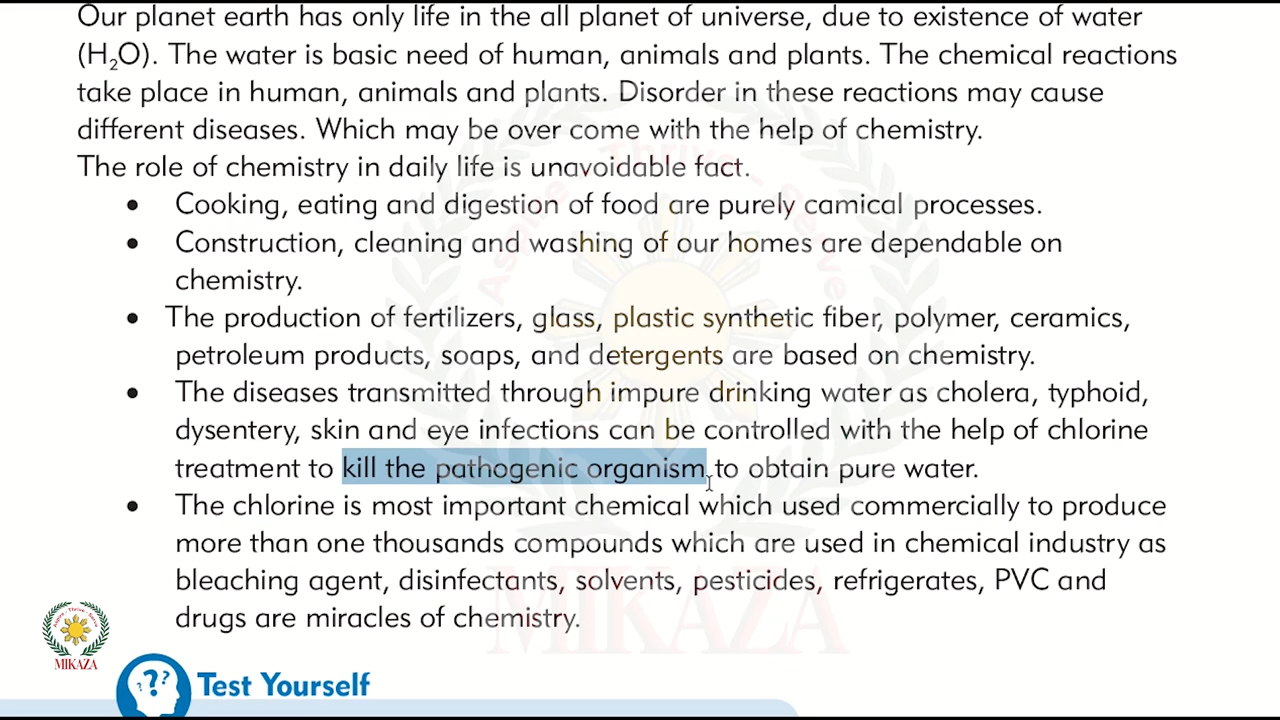 Our planet earth has only life in the all planet of universe, due to existence of water
(H₂O). The water is basic need of human, animals and plants. The chemical reactions
take place in human, animals and plants. Disorder in these reactions may cause
different diseases. Which may be over come with the help of chemistry.
The role of chemistry in daily life is unavoidable fact.
• Cooking, eating and digestion of food are purely camical processes.
• Construction, cleaning and washing of our homes are dependable on
chemistry.
• The production of fertilizers, glass, plastic synthetic fiber, polymer, ceramics,
petroleum products, soaps, and detergents are based on chemistry.
• The diseases transmitted through impure drinking water as cholera, typhoid,
dysentery, skin and eye infections can be controlled with the help of chlorine
treatment to kill the pathogenic organism to obtain pure water.
• The chlorine is most important chemical which used commercially to produce
more than one thousands compounds which are used in chemical industry as
bleaching agent, disinfectants, solvents, pesticides, refrigerates, PVC and
drugs are miracles of chemistry.
Aspire - Thrive - Serve
MIKAZA
Aspire - Thrive - Serve
MIKAZA
??? Test Yourself